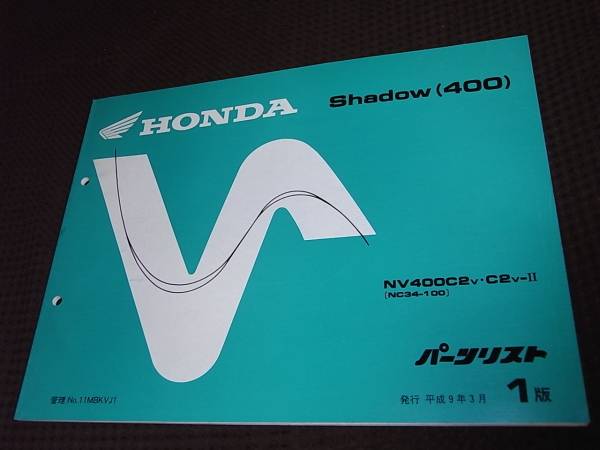 HONDA
Shadow(400)
NV400C2V・C2V-II
[NC34-100]
パーツリスト
管理 No.11MBKVJ1
発行 平成9年3月 1版